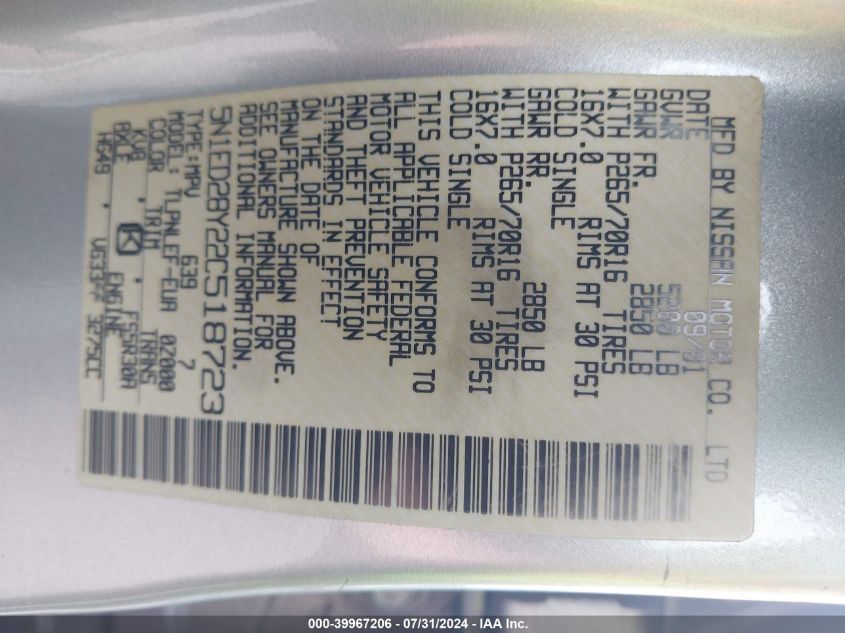 MFD BY NISSAN MOTOR CO. LTD
DATE 09/01
GVWR 5200 LB
GAWR FR. 2850 LB
WITH P265/70R16 TIRES
16X7.0 RIMS AT 30 PSI
COLD SINGLE
GAWR RR. 2850 LB
WITH P265/70R16 TIRES
16X7.0 RIMS AT 30 PSI
COLD SINGLE
THIS VEHICLE CONFORMS TO
ALL APPLICABLE FEDERAL
MOTOR VEHICLE SAFETY
AND THEFT PREVENTION
STANDARDS IN EFFECT
ON THE DATE OF
MANUFACTURE SHOWN ABOVE.
SEE OWNERS MANUAL FOR
ADDITIONAL INFORMATION.
5N1ED28Y22C518723
TYPE:MPV 639 7
MODEL: TLPNLEF-EUA 02000
COLOR TRIM TRANS
KV8 K FS5R30A
AXLE ENGINE
H549 VG33** 3275CC
000-39967206 / 07/31/2024 - IAA Inc.